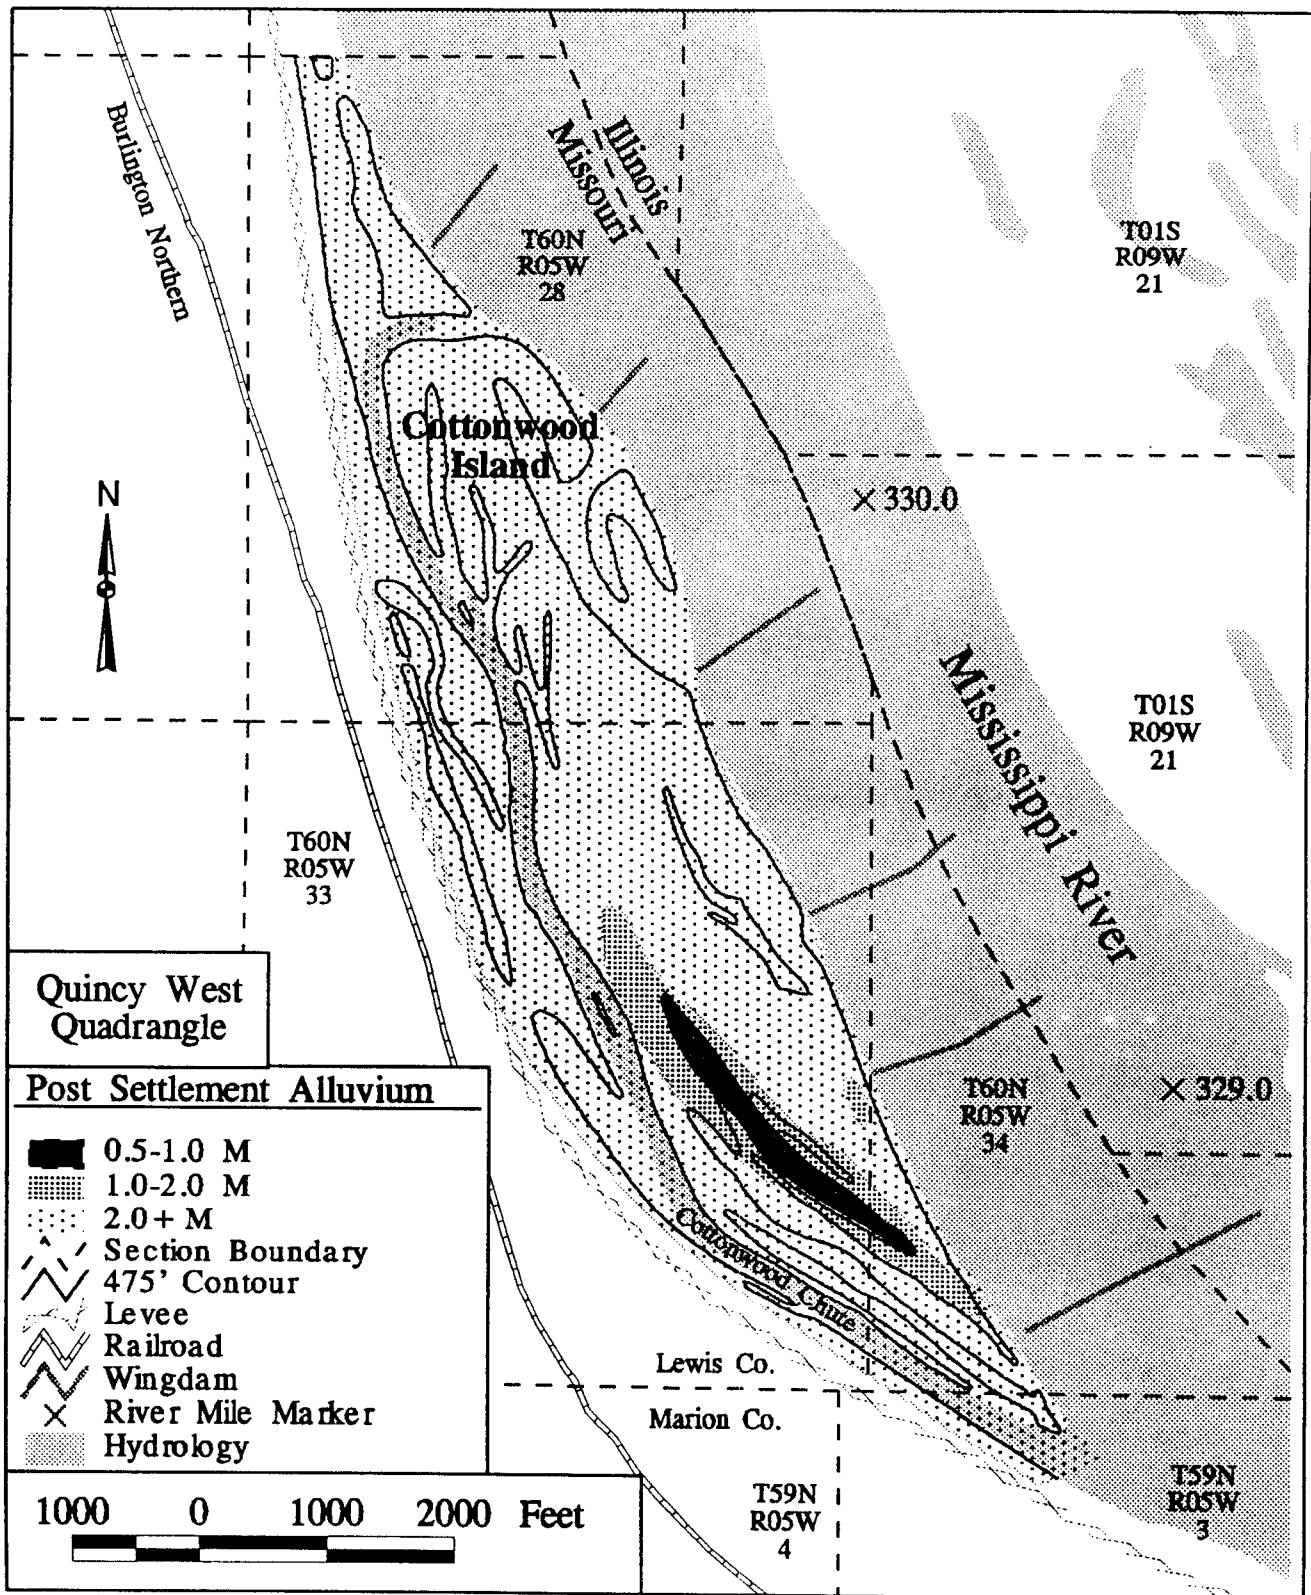 Burlington Northern
Illinois
Missouri
T60N
R05W
28
T01S
R09W
21
Cottonwood
Island
N
330.0
Mississippi River
T01S
R09W
21
T60N
R05W
33
Quincy West
Quadrangle
T60N
R05W
34
329.0
Post Settlement Alluvium
0.5-1.0 M
1.0-2.0 M
2.0+ M
Section Boundary
475' Contour
Levee
Railroad
Wingdam
River Mile Marker
Hydrology
Cottonwood Chute
Lewis Co.
Marion Co.
T59N
R05W
4
T59N
R05W
3
1000 0 1000 2000 Feet